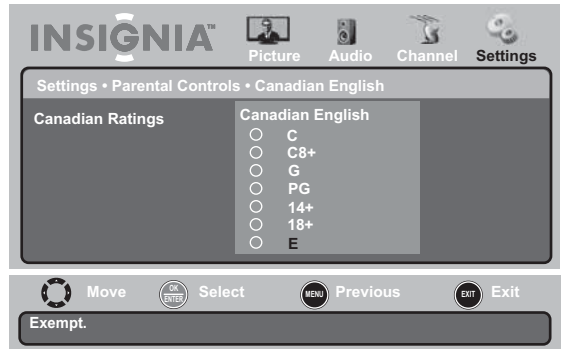 INSIGNIA™
Picture Audio Channel Settings
Settings • Parental Controls • Canadian English
Canadian Ratings
Canadian English
C
C8+
G
PG
14+
18+
E
Move OK ENTER Select MENU Previous EXIT Exit
Exempt.